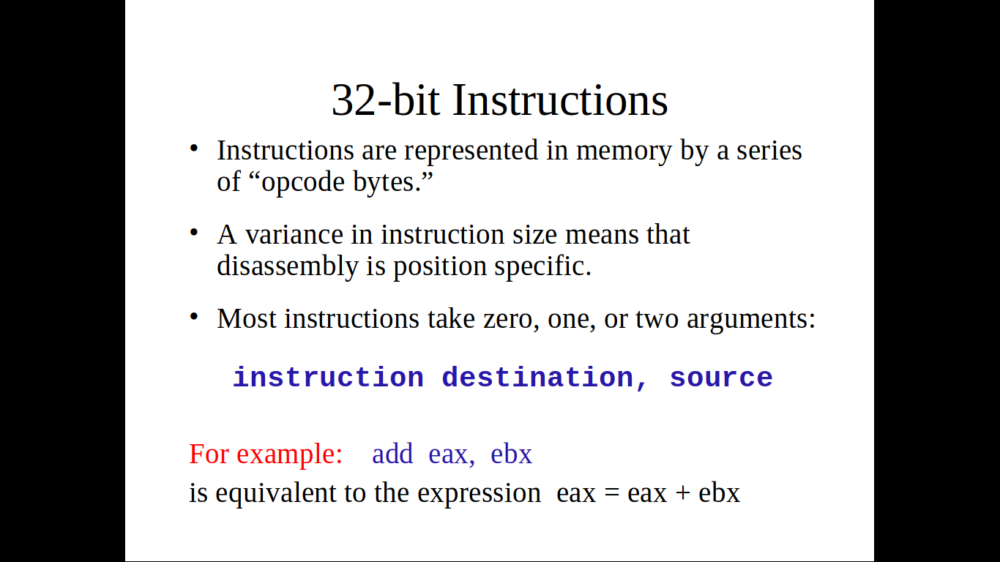 32-bit Instructions
• Instructions are represented in memory by a series
of “opcode bytes.”
• A variance in instruction size means that
disassembly is position specific.
• Most instructions take zero, one, or two arguments:
instruction destination, source
For example: add eax, ebx
is equivalent to the expression eax = eax + ebx